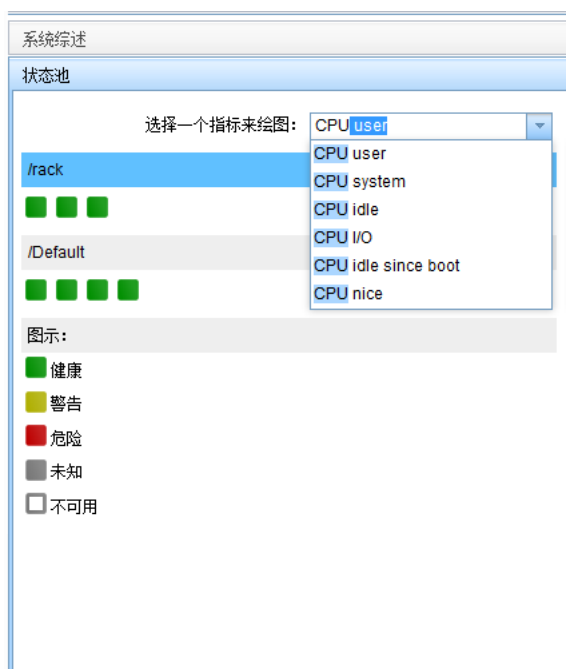 系统综述
状态池
选择一个指标来绘图： CPU user
CPU user
CPU system
CPU idle
CPU I/O
CPU idle since boot
CPU nice
/rack
/Default
图示：
健康
警告
危险
未知
不可用